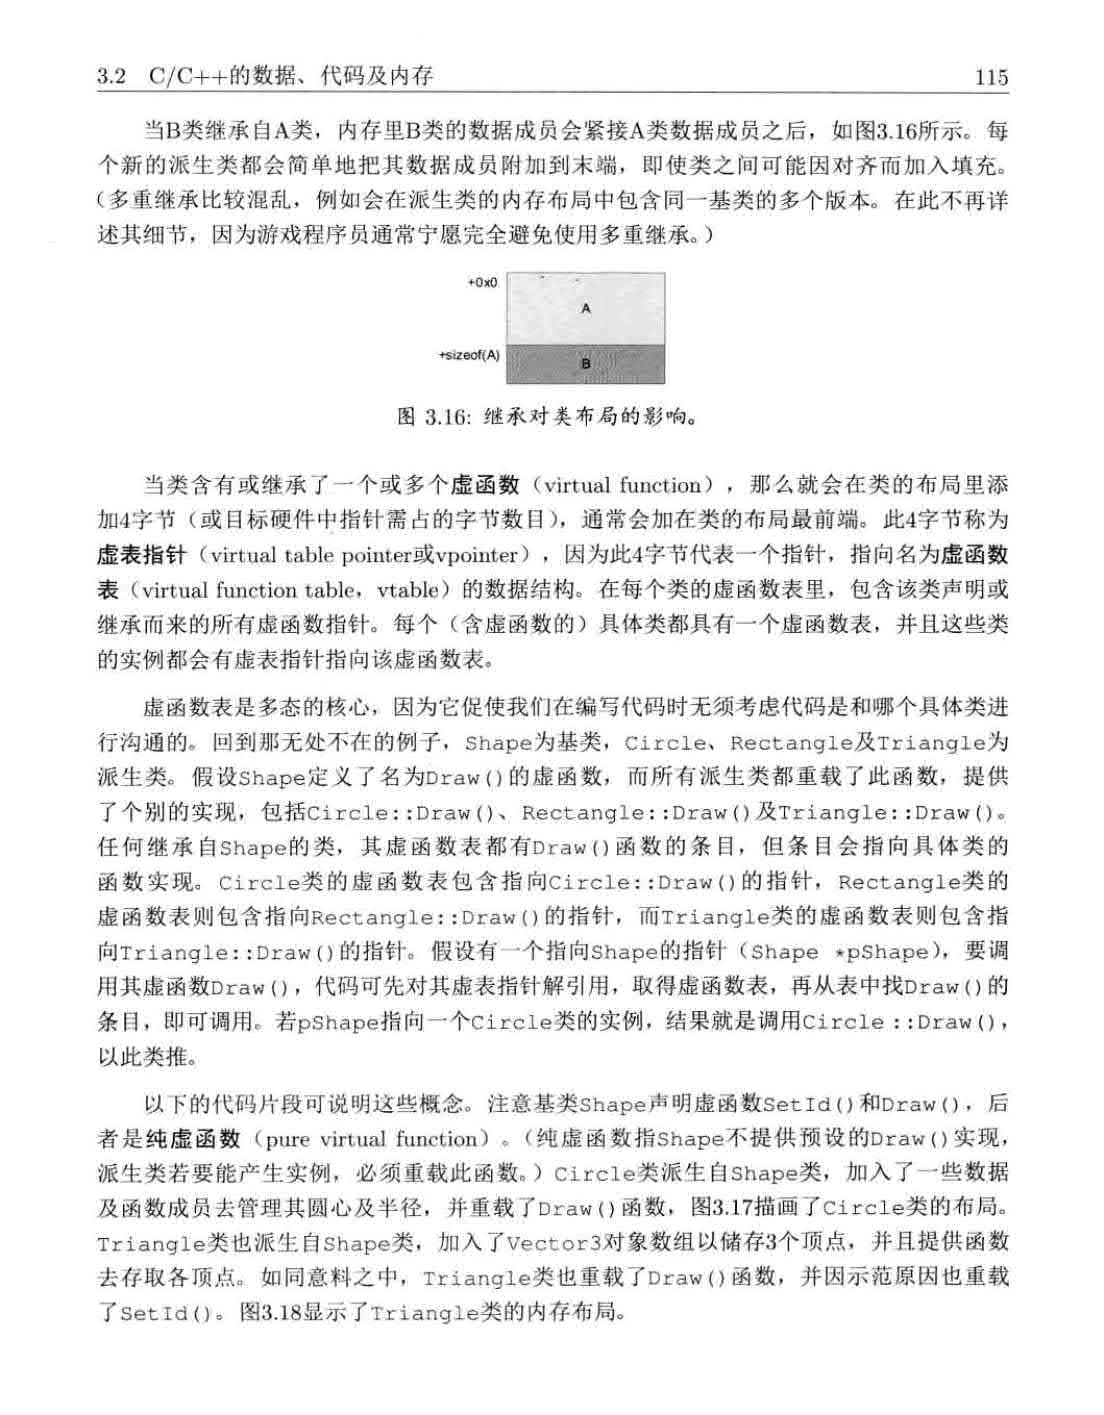 3.2 C/C++的数据、代码及内存 115
当B类继承自A类，内存里B类的数据成员会紧接A类数据成员之后，如图3.16所示。每
个新的派生类都会简单地把其数据成员附加到末端，即使类之间可能因对齐而加入填充。
（多重继承比较混乱，例如会在派生类的内存布局中包含同一基类的多个版本。在此不再详
述其细节，因为游戏程序员通常宁愿完全避免使用多重继承。）
+0x0
A
+sizeof(A)
B
图 3.16: 继承对类布局的影响。
当类含有或继承了一个或多个虚函数（virtual function），那么就会在类的布局里添
加4字节（或目标硬件中指针需占的字节数目），通常会加在类的布局最前端。此4字节称为
虚表指针（virtual table pointer或vpointer），因为此4字节代表一个指针，指向名为虚函数
表（virtual function table，vtable）的数据结构。在每个类的虚函数表里，包含该类声明或
继承而来的所有虚函数指针。每个（含虚函数的）具体类都具有一个虚函数表，并且这些类
的实例都会有虚表指针指向该虚函数表。
虚函数表是多态的核心，因为它促使我们在编写代码时无须考虑代码是和哪个具体类进
行沟通的。回到那无处不在的例子，Shape为基类，Circle、Rectangle及Triangle为
派生类。假设Shape定义了名为Draw()的虚函数，而所有派生类都重载了此函数，提供
了个别的实现，包括Circle::Draw()、Rectangle::Draw()及Triangle::Draw()。
任何继承自Shape的类，其虚函数表都有Draw()函数的条目，但条目会指向具体类的
函数实现。Circle类的虚函数表包含指向Circle::Draw()的指针，Rectangle类的
虚函数表则包含指向Rectangle::Draw()的指针，而Triangle类的虚函数表则包含指
向Triangle::Draw()的指针。假设有一个指向Shape的指针（Shape *pShape），要调
用其虚函数Draw()，代码可先对其虚表指针解引用，取得虚函数表，再从表中找Draw()的
条目，即可调用。若pShape指向一个Circle类的实例，结果就是调用Circle ::Draw()，
以此类推。
以下的代码片段可说明这些概念。注意基类Shape声明虚函数SetId()和Draw()，后
者是纯虚函数（pure virtual function）。（纯虚函数指Shape不提供预设的Draw()实现，
派生类若要能产生实例，必须重载此函数。）Circle类派生自Shape类，加入了一些数据
及函数成员去管理其圆心及半径，并重载了Draw()函数，图3.17描画了Circle类的布局。
Triangle类也派生自Shape类，加入了Vector3对象数组以储存3个顶点，并且提供函数
去存取各顶点。如同意料之中，Triangle类也重载了Draw()函数，并因示范原因也重载
了SetId()。图3.18显示了Triangle类的内存布局。